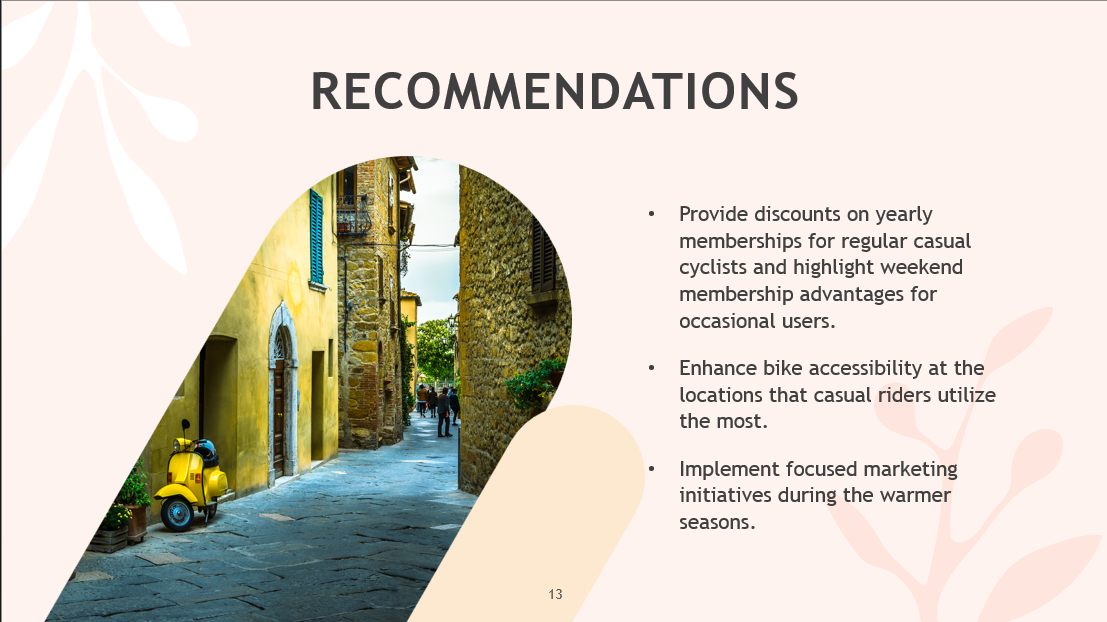 RECOMMENDATIONS
• Provide discounts on yearly
memberships for regular casual
cyclists and highlight weekend
membership advantages for
occasional users.
• Enhance bike accessibility at the
locations that casual riders utilize
the most.
• Implement focused marketing
initiatives during the warmer
seasons.
13